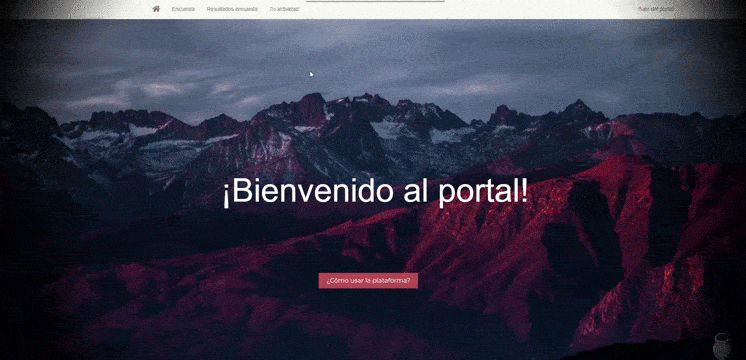 Encuesta
Resultados encuesta
Tu actividad
Salir del portal
¡Bienvenido al portal!
¿Cómo usar la plataforma?